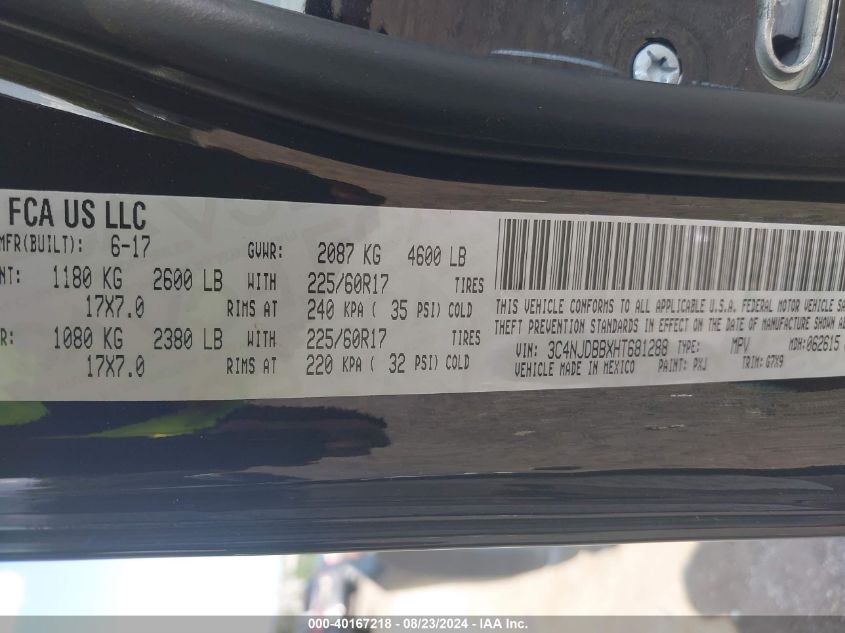 FCA US LLC
MFR(BUILT): 6-17 GVWR: 2087 KG 4600 LB
NT: 1180 KG 2600 LB WITH 225/60R17 TIRES
17X7.0 RIMS AT 240 KPA ( 35 PSI) COLD
R: 1080 KG 2380 LB WITH 225/60R17 TIRES
17X7.0 RIMS AT 220 KPA ( 32 PSI) COLD
THIS VEHICLE CONFORMS TO ALL APPLICABLE U.S.A. FEDERAL MOTOR VEHICLE SA
THEFT PREVENTION STANDARDS IN EFFECT ON THE DATE OF MANUFACTURE SHOWN A
VIN: 3C4NJDBBXHT681288 TYPE: MPV MDH: 062615
VEHICLE MADE IN MEXICO PAINT: PXJ TRIM: G7X9
000-40167218 - 08/23/2024 - IAA Inc.